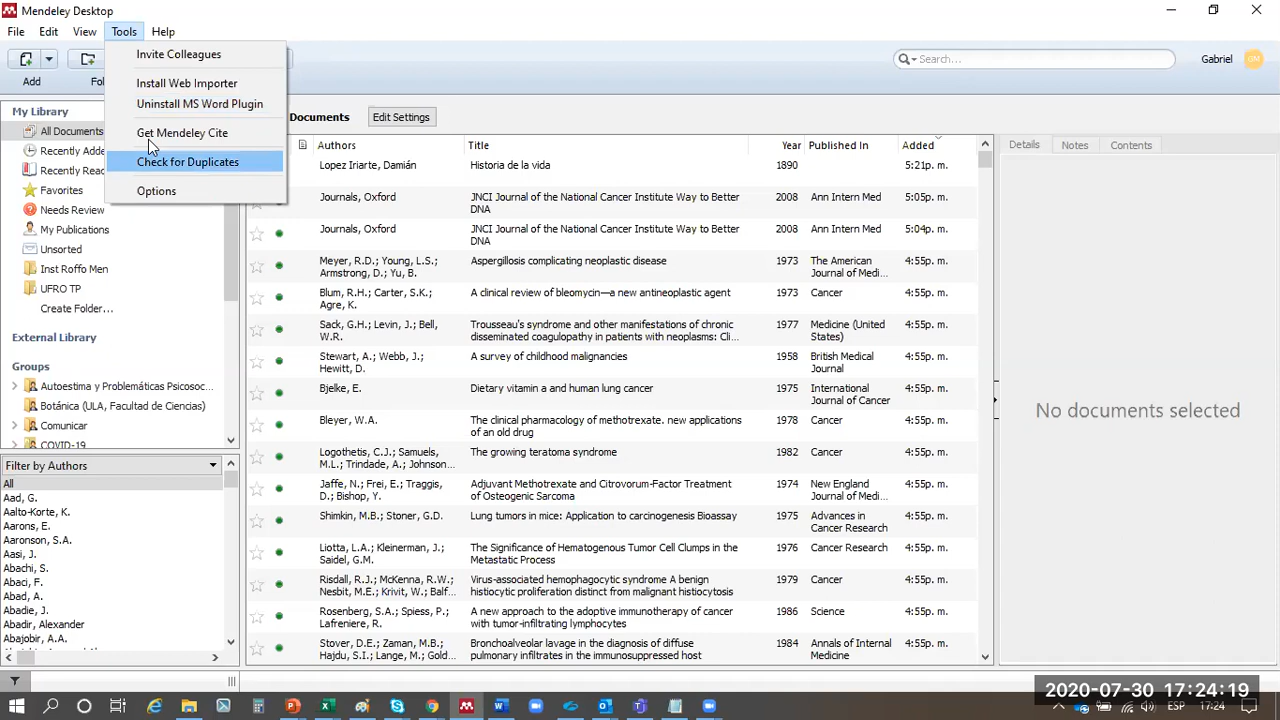 Mendeley Desktop
File Edit View Tools Help
Invite Colleagues
Install Web Importer
Uninstall MS Word Plugin
Get Mendeley Cite
Check for Duplicates
Options
Add
Fol
Search...
Gabriel
GM
My Library
All Documents
Recently Adde
Recently Read
Favorites
Needs Review
My Publications
Unsorted
Inst Roffo Men
UFRO TP
Create Folder...
External Library
Groups
Autoestima y Problemáticas Psicosoc...
Botánica (ULA, Facultad de Ciencias)
Comunicar
COVID-19
Filter by Authors
All
Aad, G.
Aalto-Korte, K.
Aarons, E.
Aaronson, S.A.
Aasi, J.
Abachi, S.
Abaci, F.
Abad, A.
Abadie, J.
Abadir, Alexander
Abajobir, A.A.
Documents
Edit Settings
Authors Title Year Published In Added
Lopez Iriarte, Damián Historia de la vida 1890 5:21p. m.
Journals, Oxford JNCI Journal of the National Cancer Institute Way to Better 2008 Ann Intern Med 5:05p. m.
DNA
Journals, Oxford JNCI Journal of the National Cancer Institute Way to Better 2008 Ann Intern Med 5:04p. m.
DNA
Meyer, R.D.; Young, L.S.; Aspergillosis complicating neoplastic disease 1973 The American 4:55p. m.
Armstrong, D.; Yu, B. Journal of Medi...
Blum, R.H.; Carter, S.K.; A clinical review of bleomycin—a new antineoplastic agent 1973 Cancer 4:55p. m.
Agre, K.
Sack, G.H.; Levin, J.; Bell, Trousseau's syndrome and other manifestations of chronic 1977 Medicine (United 4:55p. m.
W.R. disseminated coagulopathy in patients with neoplasms: Cli... States)
Stewart, A.; Webb, J.; A survey of childhood malignancies 1958 British Medical 4:55p. m.
Hewitt, D. Journal
Bjelke, E. Dietary vitamin a and human lung cancer 1975 International 4:55p. m.
Journal of Cancer
Bleyer, W.A. The clinical pharmacology of methotrexate. new applications 1978 Cancer 4:55p. m.
of an old drug
Logothetis, C.J.; Samuels, The growing teratoma syndrome 1982 Cancer 4:55p. m.
M.L.; Trindade, A.; Johnson...
Jaffe, N.; Frei, E.; Traggis, Adjuvant Methotrexate and Citrovorum-Factor Treatment 1974 New England 4:55p. m.
D.; Bishop, Y. of Osteogenic Sarcoma Journal of Medi...
Shimkin, M.B.; Stoner, G.D. Lung tumors in mice: Application to carcinogenesis Bioassay 1975 Advances in 4:55p. m.
Cancer Research
Liotta, L.A.; Kleinerman, J.; The Significance of Hematogenous Tumor Cell Clumps in the 1976 Cancer Research 4:55p. m.
Saidel, G.M. Metastatic Process
Risdall, R.J.; McKenna, R.W.; Virus-associated hemophagocytic syndrome A benign 1979 Cancer 4:55p. m.
Nesbit, M.E.; Krivit, W.; Balf... histiocytic proliferation distinct from malignant histiocytosis
Rosenberg, S.A.; Spiess, P.; A new approach to the adoptive immunotherapy of cancer 1986 Science 4:55p. m.
Lafreniere, R. with tumor-infiltrating lymphocytes
Stover, D.E.; Zaman, M.B.; Bronchoalveolar lavage in the diagnosis of diffuse 1984 Annals of Internal 4:55p. m.
Hajdu, S.I.; Lange, M.; Gold... pulmonary infiltrates in the immunosuppressed host Medicine
Details Notes Contents
No documents selected
2020-07-30 17:24:19
ESP 17:24